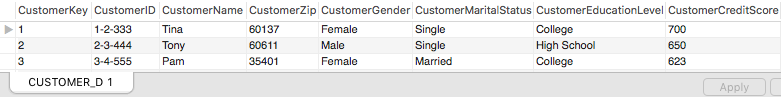 CustomerKey CustomerID CustomerName CustomerZip CustomerGender CustomerMaritalStatus CustomerEducationLevel CustomerCreditScore
1 1-2-333 Tina 60137 Female Single College 700
2 2-3-444 Tony 60611 Male Single High School 650
3 3-4-555 Pam 35401 Female Married College 623
CUSTOMER_D 1 Apply